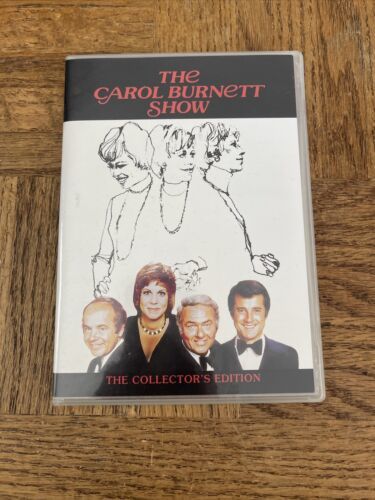 THE
CAROL BURNETT
SHOW
THE COLLECTOR'S EDITION